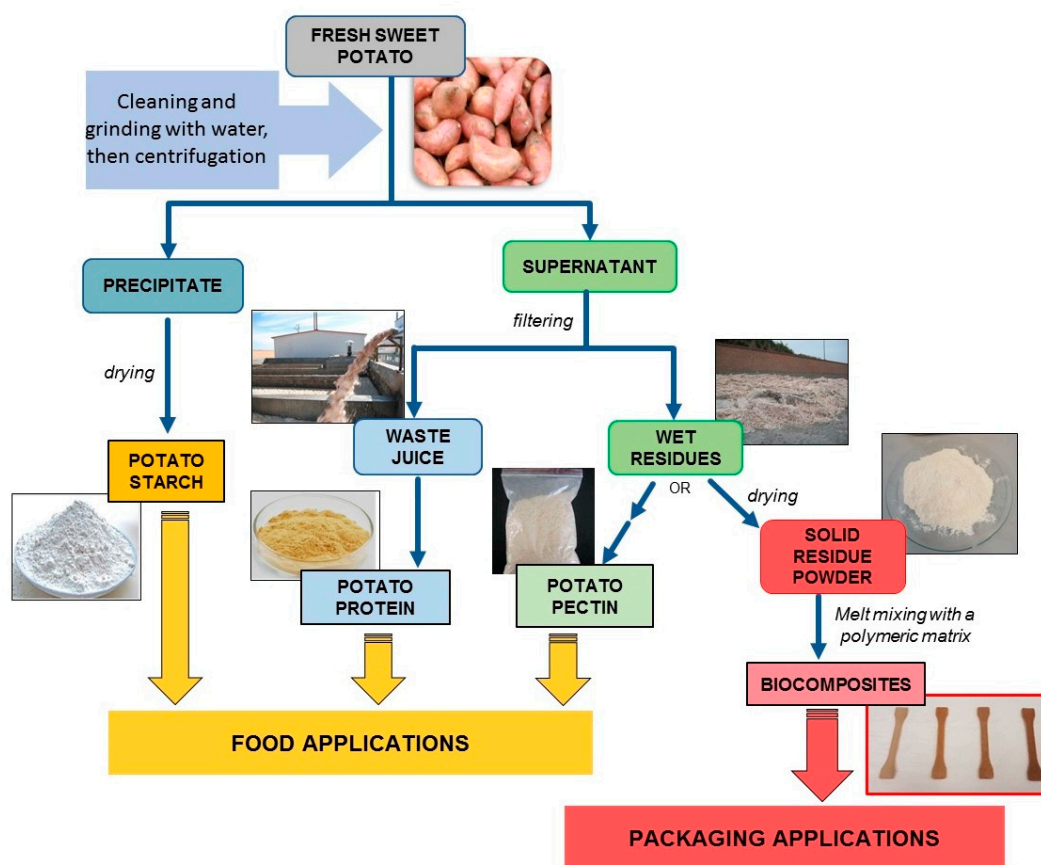 FRESH SWEET
POTATO
Cleaning and
grinding with water,
then centrifugation
PRECIPITATE
SUPERNATANT
filtering
drying
WASTE
JUICE
WET
RESIDUES
OR
drying
POTATO
STARCH
SOLID
RESIDUE
POWDER
POTATO
PROTEIN
POTATO
PECTIN
Melt mixing with a
polymeric matrix
BIOCOMPOSITES
FOOD APPLICATIONS
PACKAGING APPLICATIONS